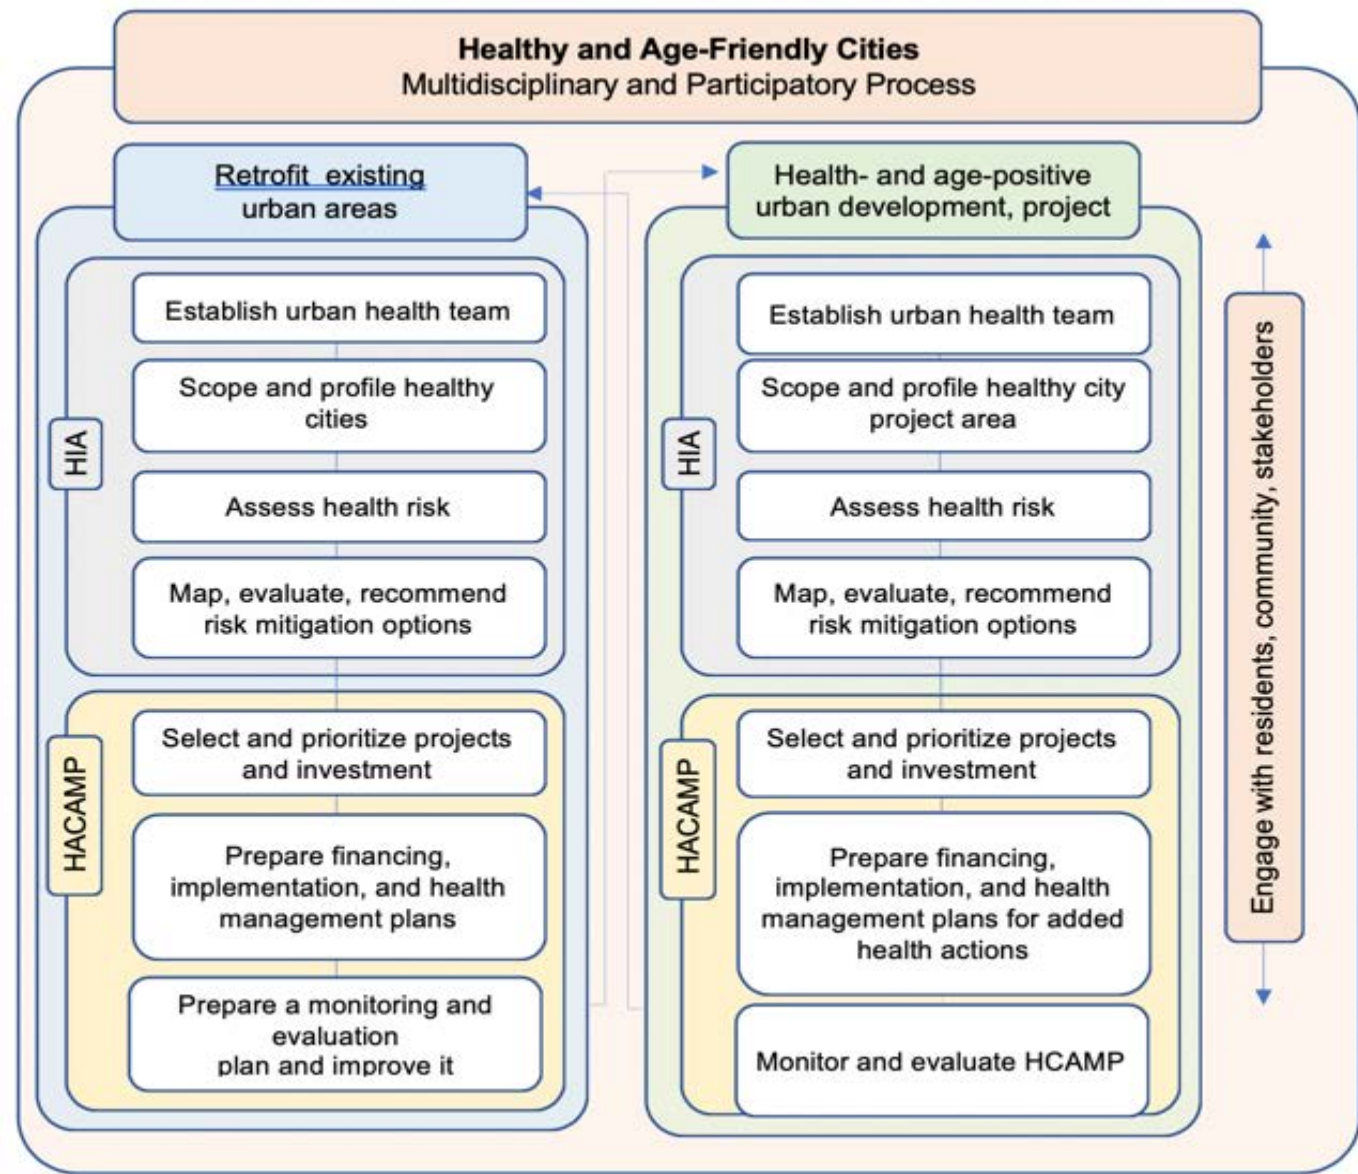 Healthy and Age-Friendly Cities
Multidisciplinary and Participatory Process
Retrofit existing
urban areas
HIA
Establish urban health team
Scope and profile healthy
cities
Assess health risk
Map, evaluate, recommend
risk mitigation options
HACAMP
Select and prioritize projects
and investment
Prepare financing,
implementation, and health
management plans
Prepare a monitoring and
evaluation
plan and improve it
Health- and age-positive
urban development, project
HIA
Establish urban health team
Scope and profile healthy city
project area
Assess health risk
Map, evaluate, recommend
risk mitigation options
HACAMP
Select and prioritize projects
and investment
Prepare financing,
implementation, and health
management plans for added
health actions
Monitor and evaluate HCAMP
Engage with residents, community, stakeholders